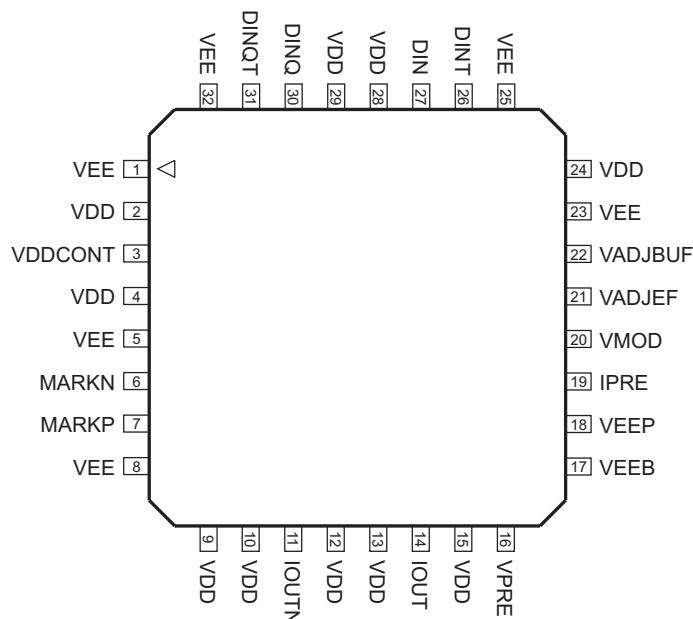 VEE DINQT DINQ VDD VDD DIN DINT VEE
32 31 30 29 28 27 26 25
VEE 1 24 VDD
VDD 2 23 VEE
VDDCONT 3 22 VADJBUF
VDD 4 21 VADJEF
VEE 5 20 VMOD
MARKN 6 19 IPRE
MARKP 7 18 VEEP
VEE 8 17 VEEB
9 10 11 12 13 14 15 16
VDD VDD IOUTN VDD VDD IOUT VDD VPRE